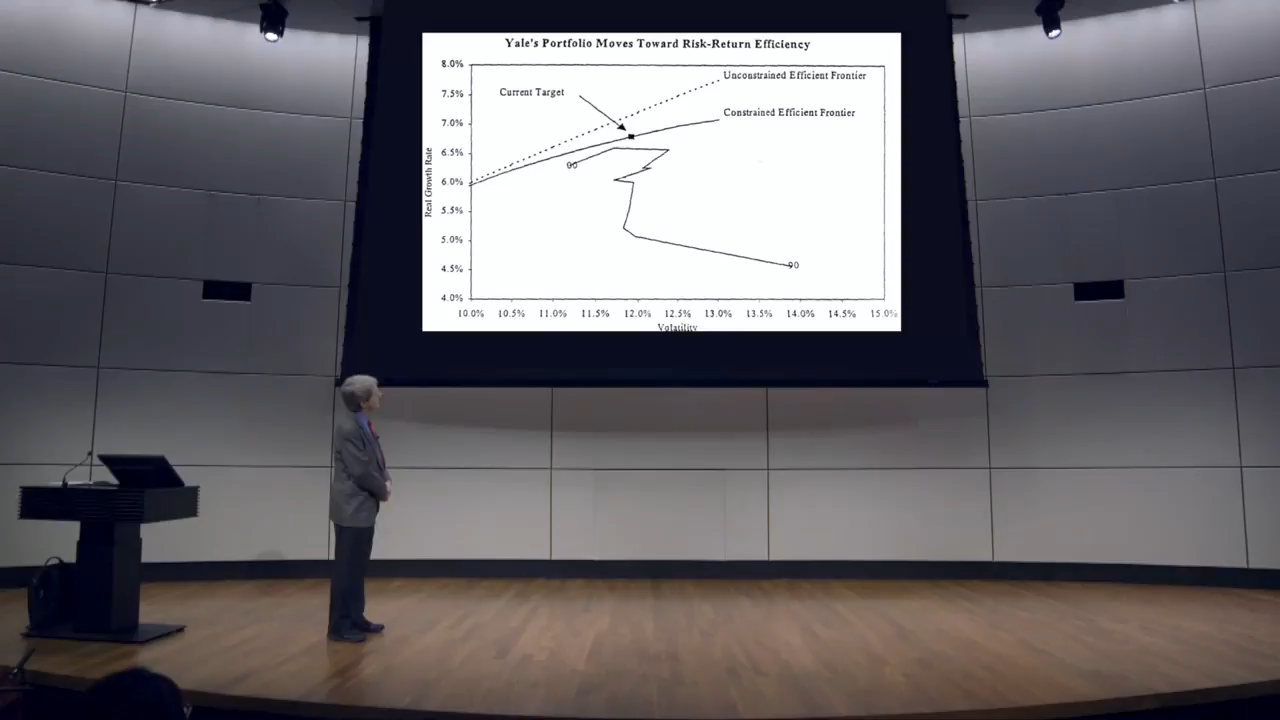 Yale's Portfolio Moves Toward Risk-Return Efficiency
8.0%
Unconstrained Efficient Frontier
7.5%
Current Target
7.0%
Constrained Efficient Frontier
6.5%
00
6.0%
5.5%
5.0%
4.5%
90
4.0%
Real Growth Rate
10.0% 10.5% 11.0% 11.5% 12.0% 12.5% 13.0% 13.5% 14.0% 14.5% 15.0%
Volatility